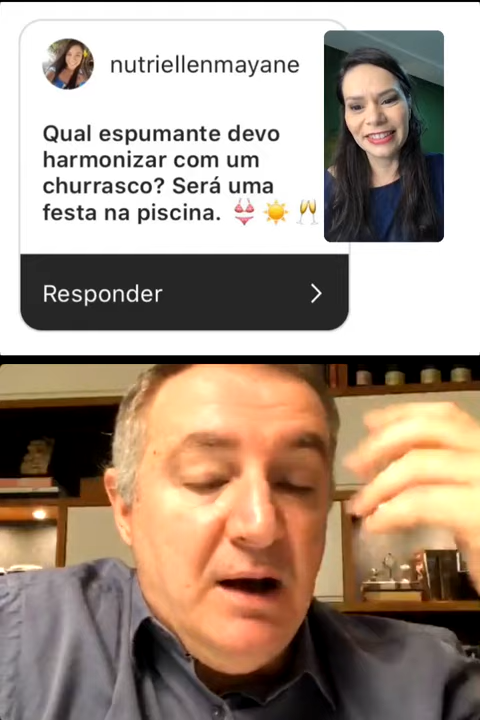 nutriellenmayane
Qual espumante devo
harmonizar com um
churrasco? Será uma
festa na piscina. 👙 ☀️ 🥂
Responder